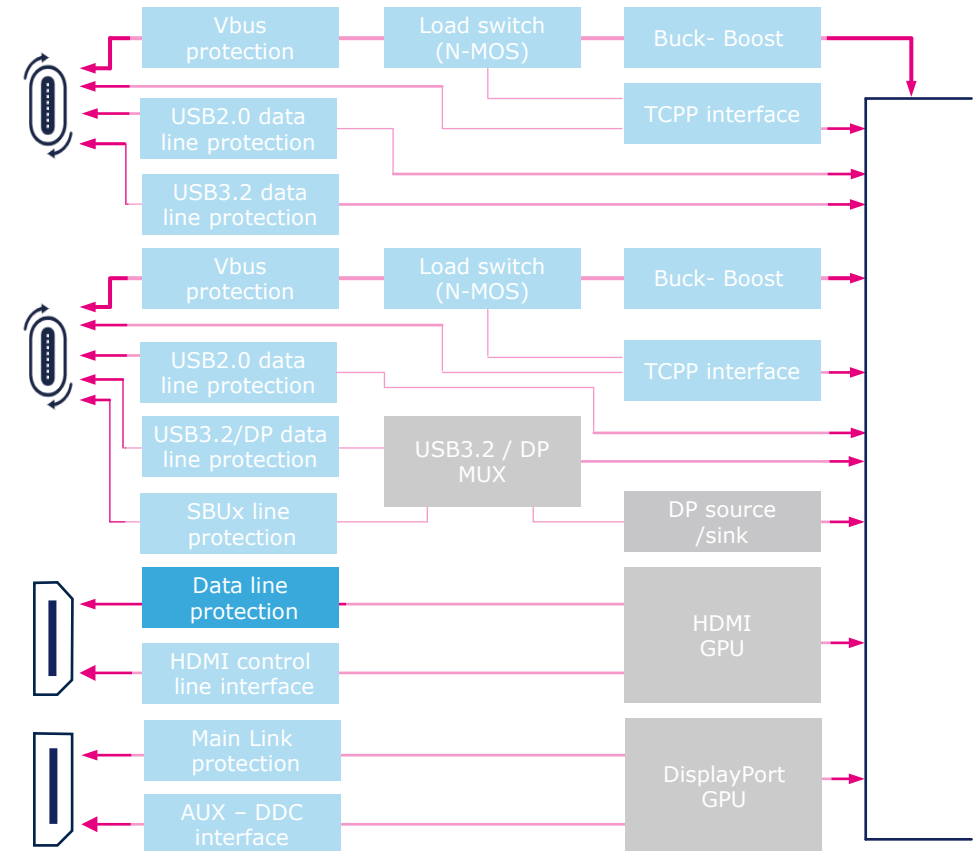 Vbus
protection
Load switch
(N-MOS)
Buck- Boost
TCPP interface
USB2.0 data
line protection
USB3.2 data
line protection
Vbus
protection
Load switch
(N-MOS)
Buck- Boost
TCPP interface
USB2.0 data
line protection
USB3.2/DP data
line protection
USB3.2 / DP
MUX
SBUx line
protection
DP source
/sink
Data line
protection
HDMI
GPU
HDMI control
line interface
Main Link
protection
DisplayPort
GPU
AUX – DDC
interface